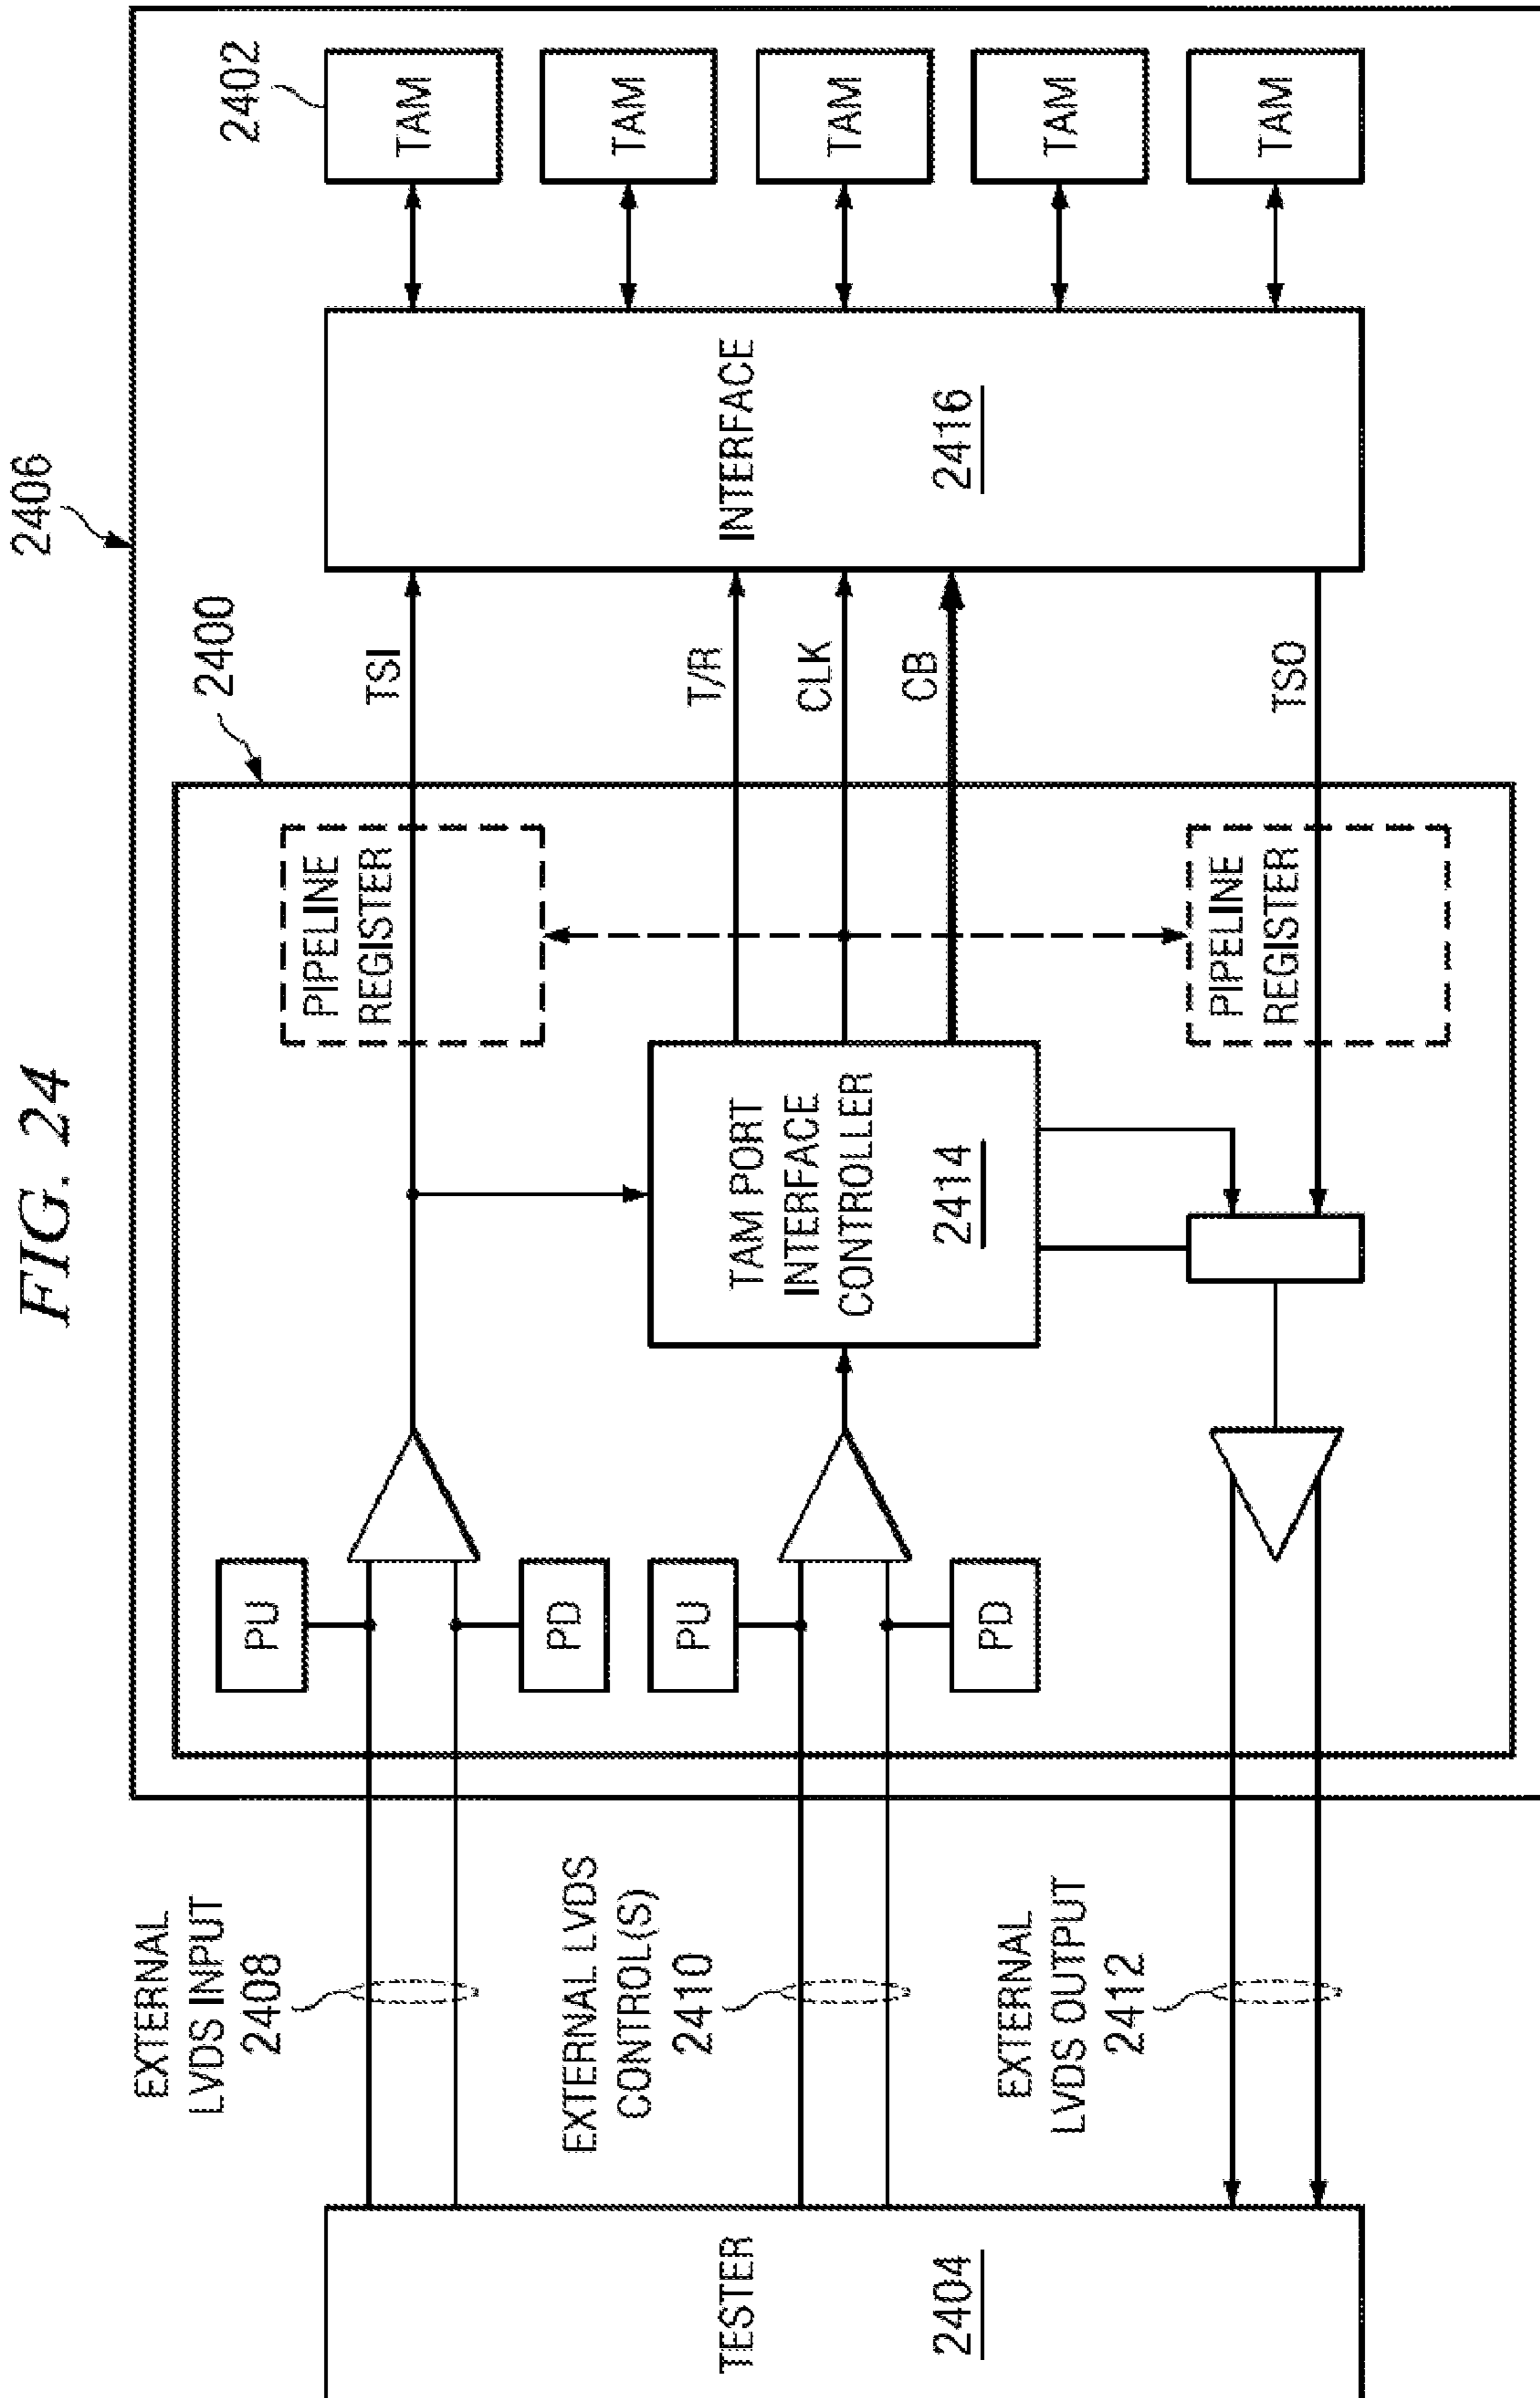 FIG. 24
2406
2400
2402
TAM
TAM
TAM
TAM
TAM
INTERFACE
2416
TSI
T/R
CLK
CB
TSO
PIPELINE
REGISTER
PIPELINE
REGISTER
TAM PORT
INTERFACE
CONTROLLER
2414
PU
PD
PU
PD
EXTERNAL
LVDS INPUT
2408
EXTERNAL LVDS
CONTROL(S)
2410
EXTERNAL
LVDS OUTPUT
2412
TESTER
2404